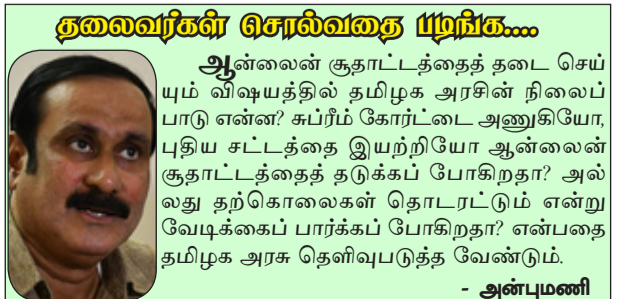 தலைவர்கள் சொல்வதை படிங்க....
ஆன்லைன் சூதாட்டத்தைத் தடை செய்
யும் விஷயத்தில் தமிழக அரசின் நிலைப்
பாடு என்ன? சுப்ரீம் கோர்ட்டை அணுகியோ,
புதிய சட்டத்தை இயற்றியோ ஆன்லைன்
சூதாட்டத்தைத் தடுக்கப் போகிறதா? அல்
லது தற்கொலைகள் தொடரட்டும் என்று
வேடிக்கைப் பார்க்கப் போகிறதா? என்பதை
தமிழக அரசு தெளிவுபடுத்த வேண்டும்.
- அன்புமணி